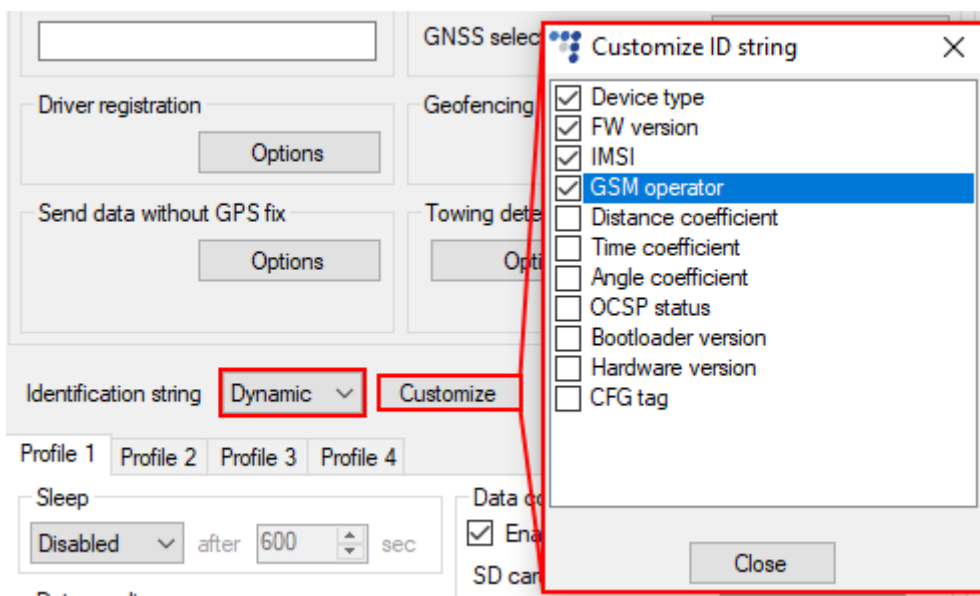 GNSS selec
Driver registration
Options
Geofencing
Send data without GPS fix
Options
Towing dete
Opti
Identification string
Dynamic
Customize
Profile 1
Profile 2
Profile 3
Profile 4
Sleep
Disabled
after
600
sec
Data co
Ena
SD car
Customize ID string
Device type
FW version
IMSI
GSM operator
Distance coefficient
Time coefficient
Angle coefficient
OCSP status
Bootloader version
Hardware version
CFG tag
Close